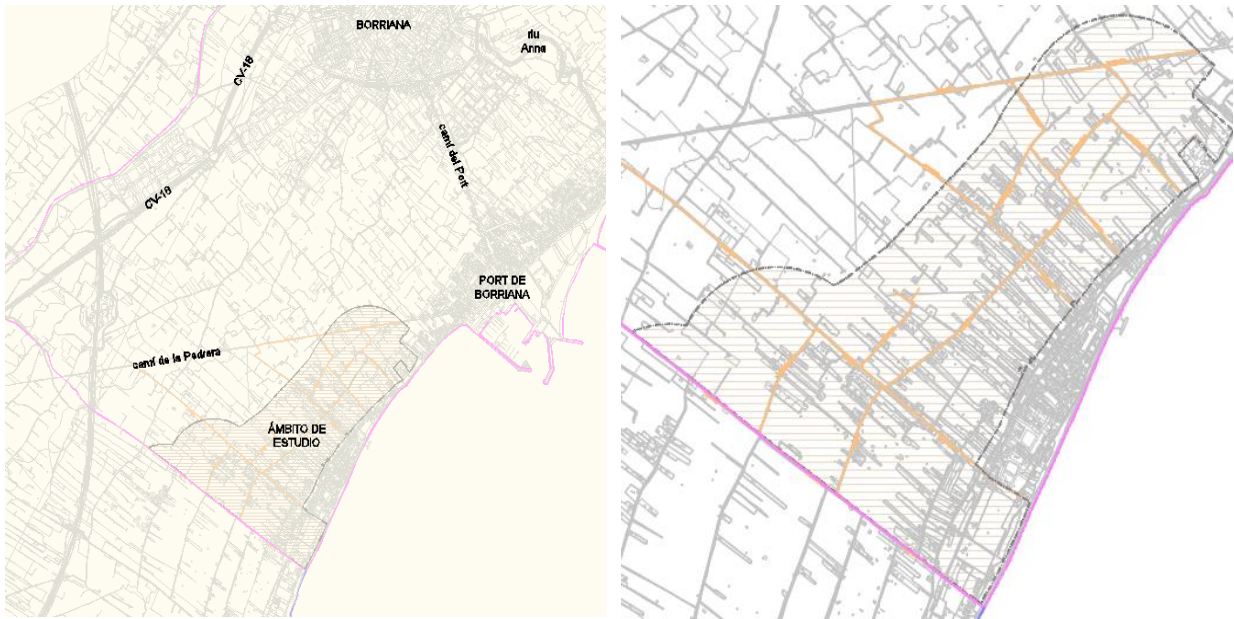 BORRIANA
riu
Anna
CV-18
camí del Port
CV-18
PORT DE
BORRIANA
camí de la Pedrera
ÁMBITO DE
ESTUDIO